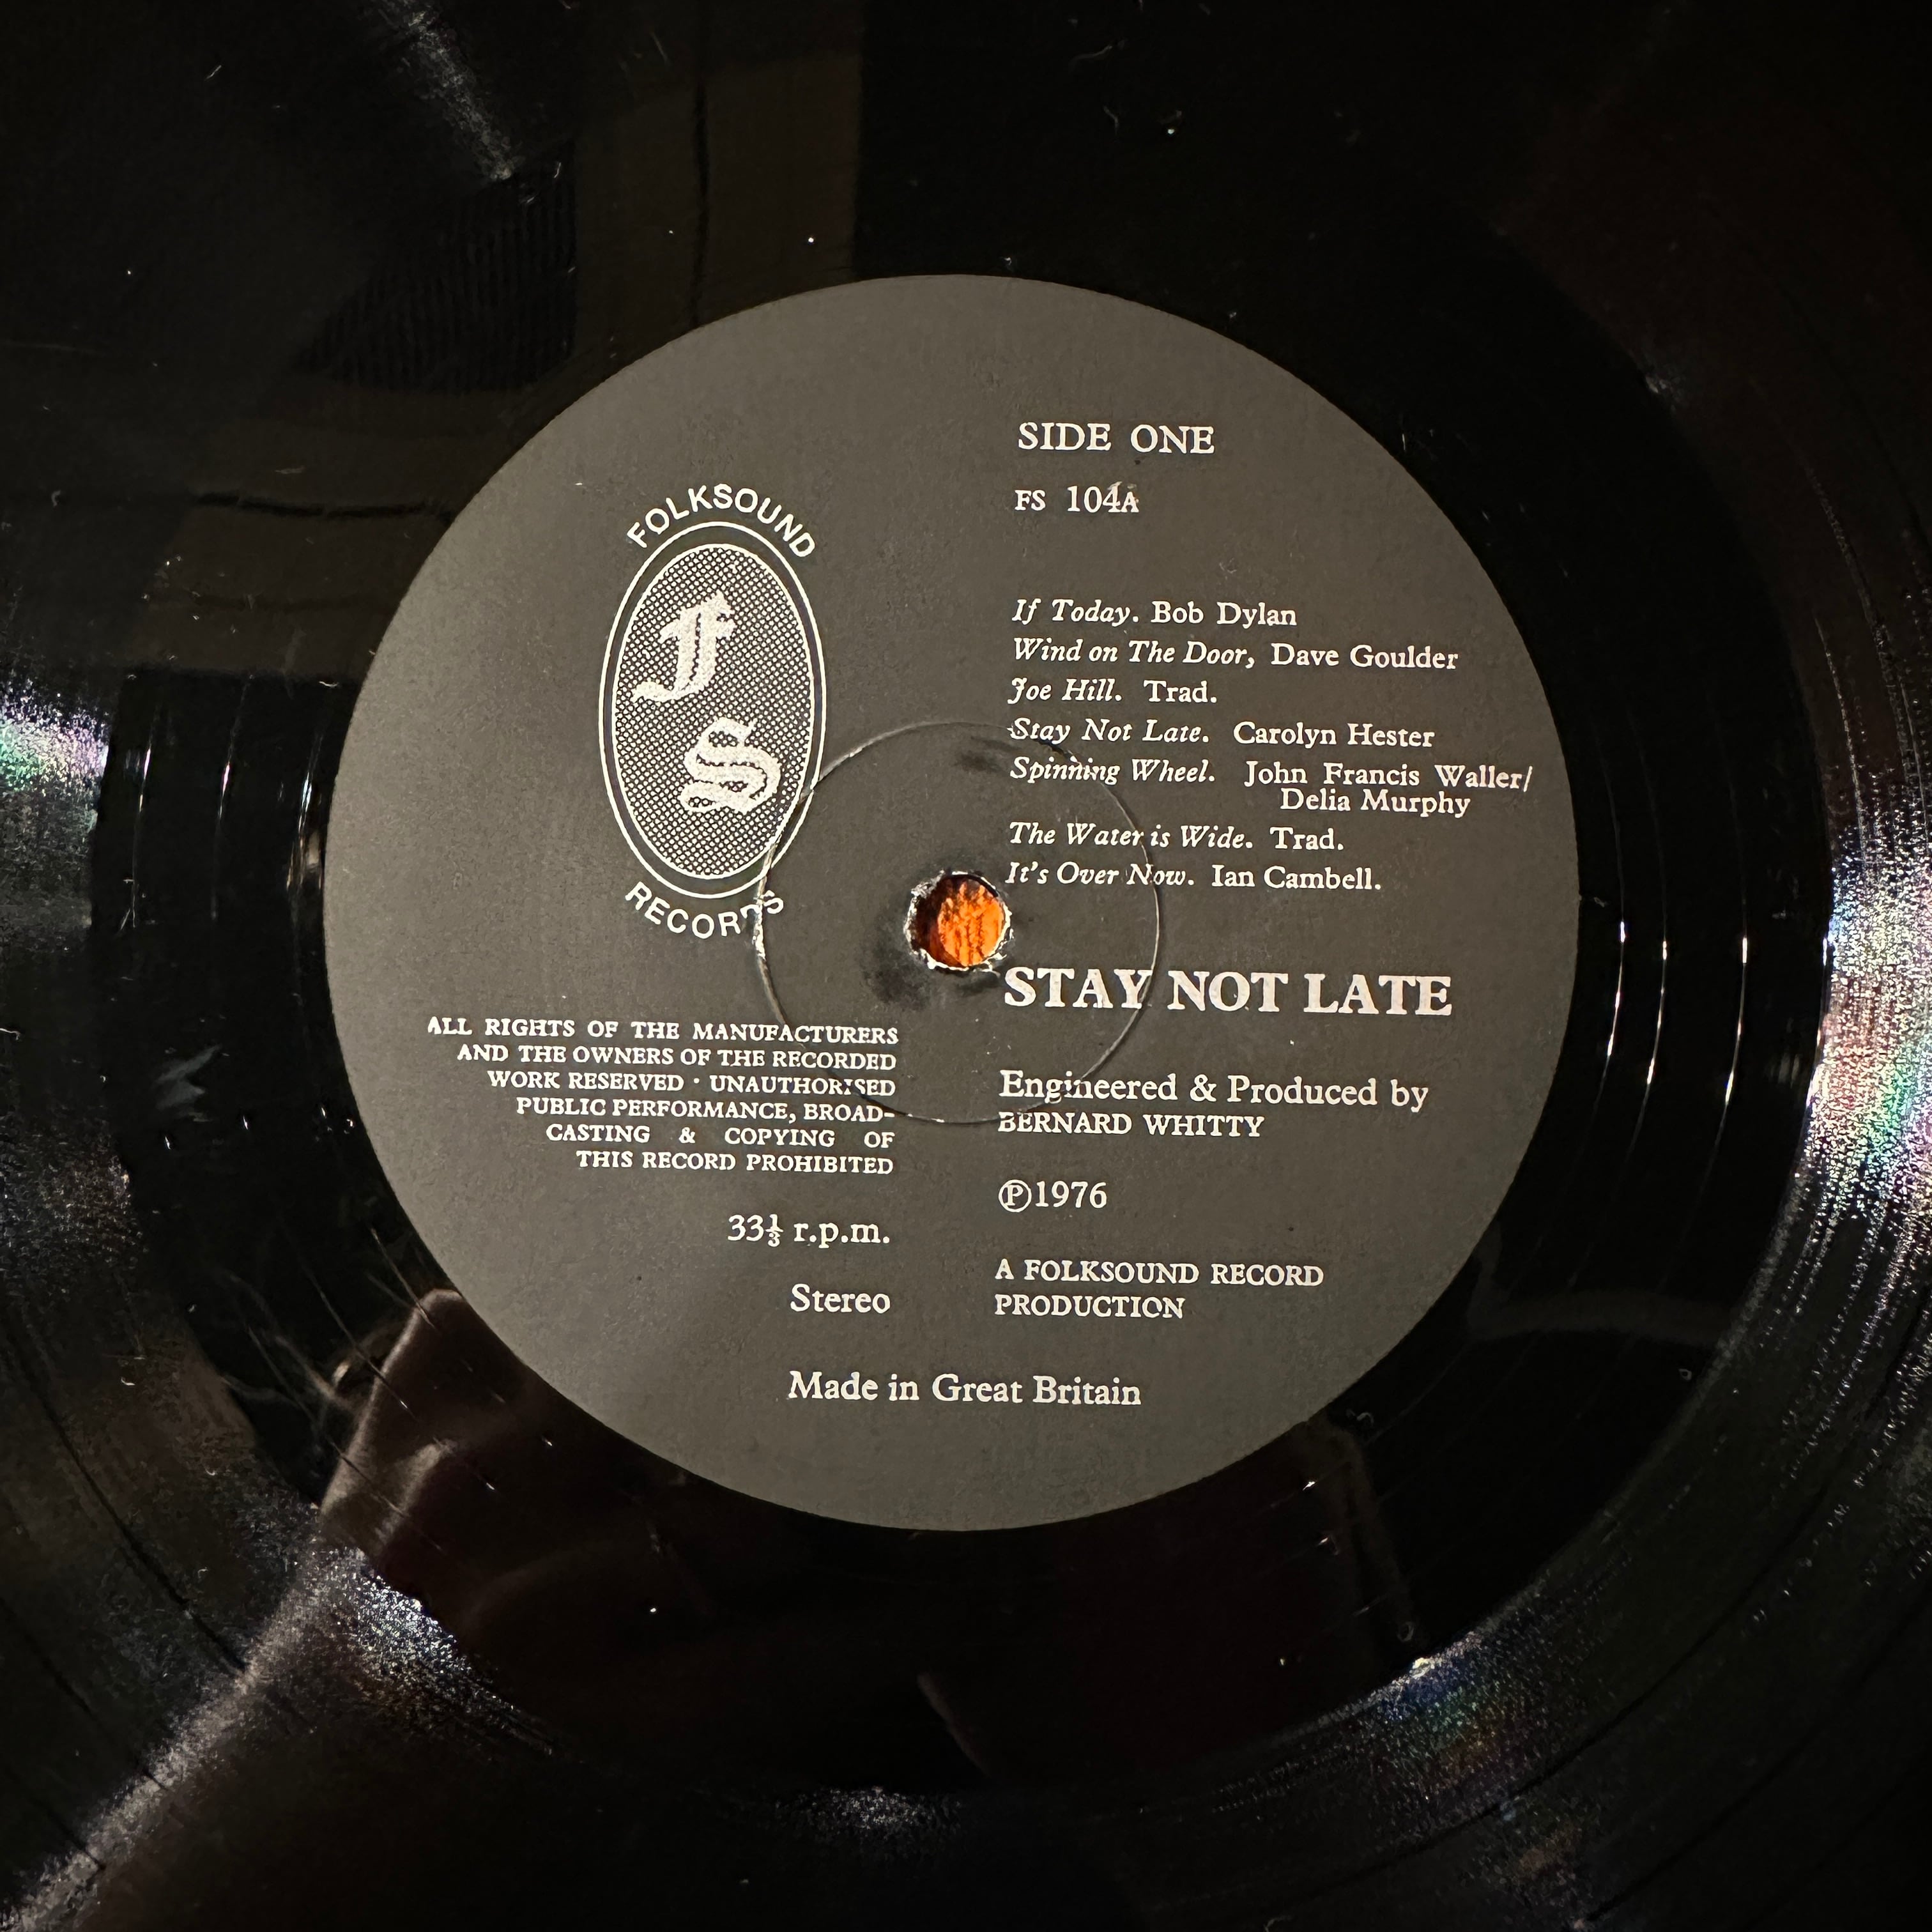 SIDE ONE
FS 104A
FOLKSOUND
FS
RECORDS
If Today. Bob Dylan
Wind on The Door, Dave Goulder
Joe Hill. Trad.
Stay Not Late. Carolyn Hester
Spinning Wheel. John Francis Waller/
Delia Murphy
The Water is Wide. Trad.
It's Over Now. Ian Cambell.
STAY NOT LATE
Engineered & Produced by
BERNARD WHITTY
Ⓟ1976
A FOLKSOUND RECORD
PRODUCTION
ALL RIGHTS OF THE MANUFACTURERS
AND THE OWNERS OF THE RECORDED
WORK RESERVED · UNAUTHORISED
PUBLIC PERFORMANCE, BROAD-
CASTING & COPYING OF
THIS RECORD PROHIBITED
33⅓ r.p.m.
Stereo
Made in Great Britain